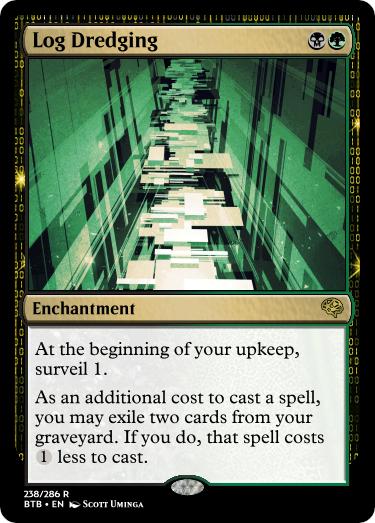 Log Dredging
Enchantment
At the beginning of your upkeep,
surveil 1.
As an additional cost to cast a spell,
you may exile two cards from your
graveyard. If you do, that spell costs
1 less to cast.
238/286 R
BTB • EN Scott Uminga